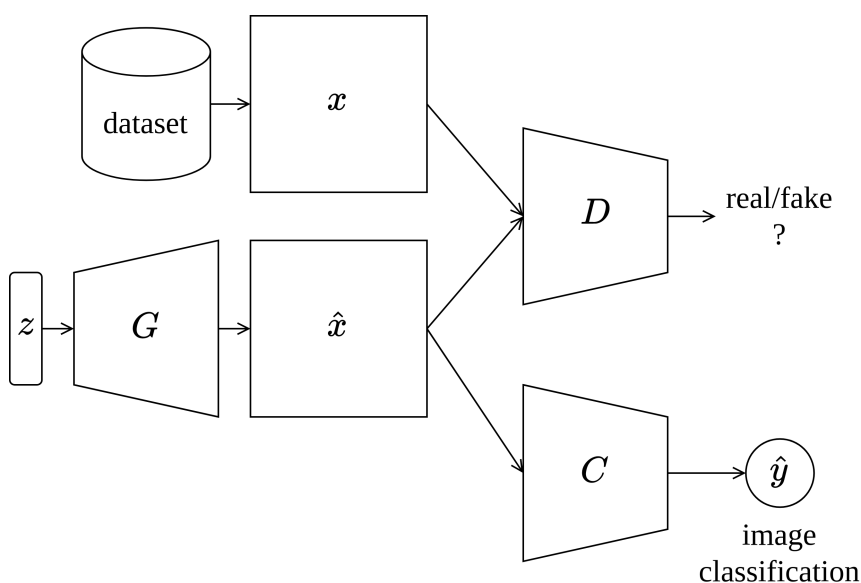 dataset
x
D
real/fake
?
z
G
x̂
C
ŷ
image
classification